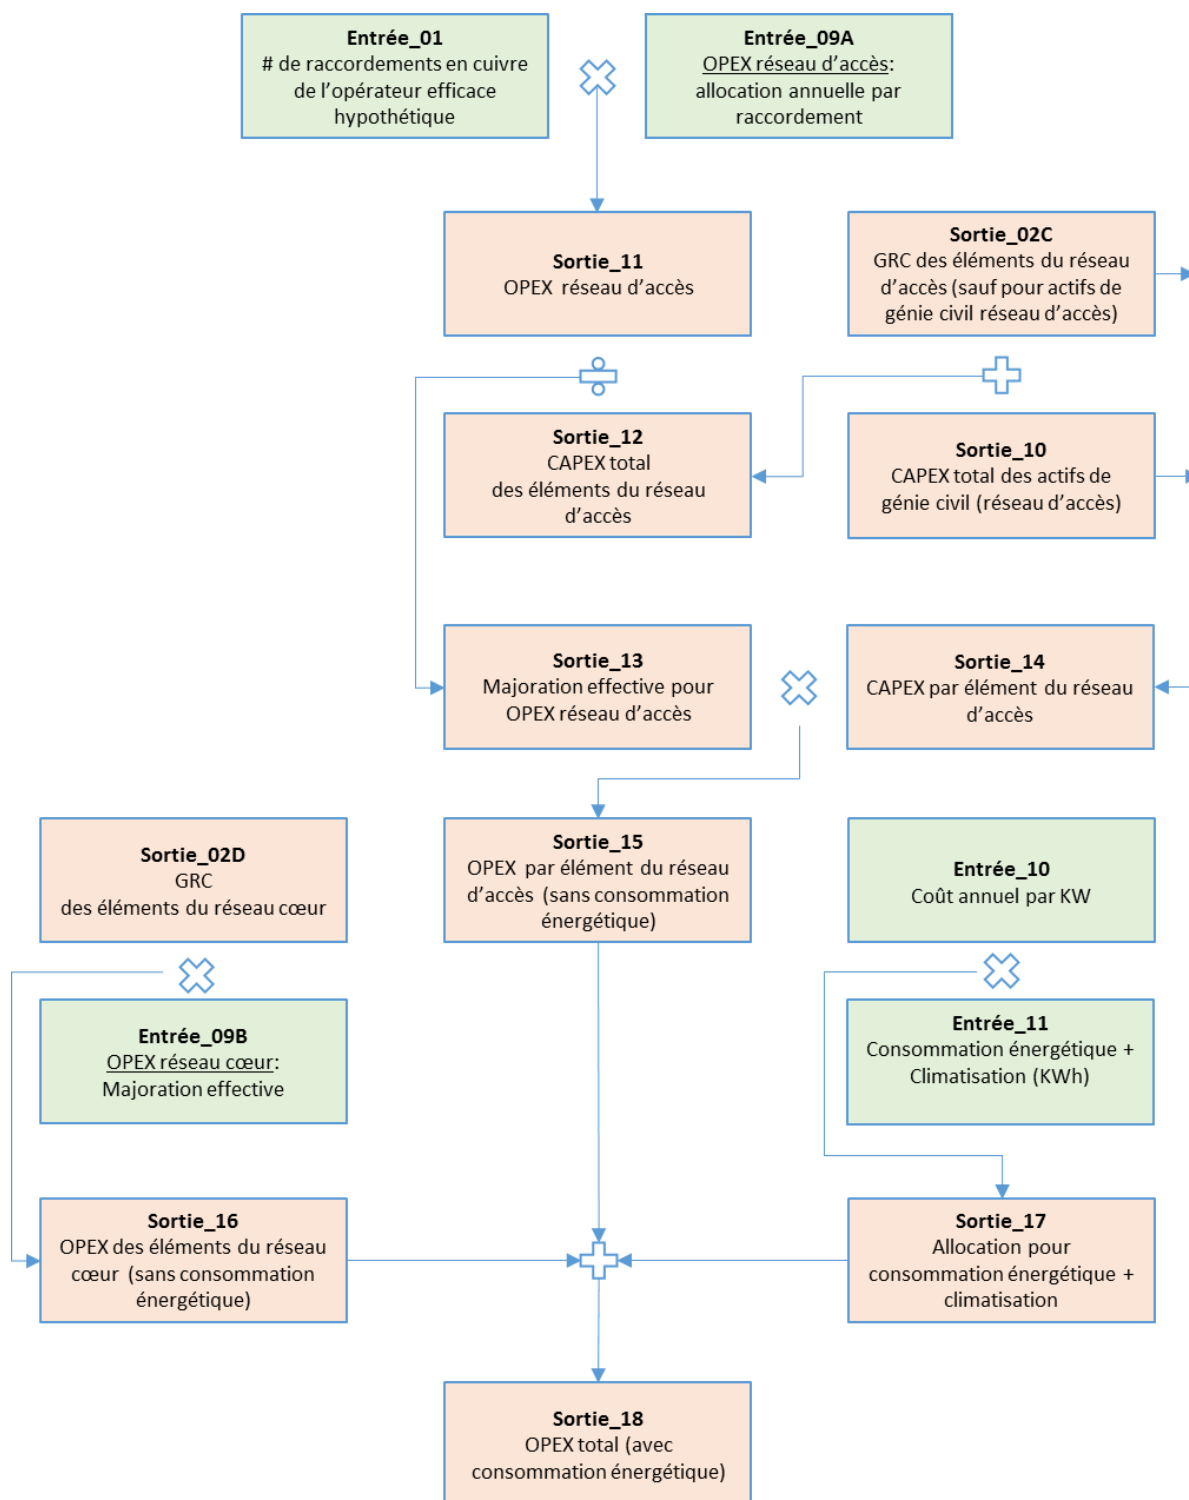 Entrée_01
# de raccordements en cuivre
de l’opérateur efficace
hypothétique
Entrée_09A
OPEX réseau d’accès:
allocation annuelle par
raccordement
Sortie_11
OPEX réseau d’accès
Sortie_02C
GRC des éléments du réseau
d’accès (sauf pour actifs de
génie civil réseau d’accès)
Sortie_12
CAPEX total
des éléments du réseau
d’accès
Sortie_10
CAPEX total des actifs de
génie civil (réseau d’accès)
Sortie_13
Majoration effective pour
OPEX réseau d’accès
Sortie_14
CAPEX par élément du réseau
d’accès
Sortie_02D
GRC
des éléments du réseau cœur
Sortie_15
OPEX par élément du réseau
d’accès (sans consommation
énergétique)
Entrée_10
Coût annuel par KW
Entrée_09B
OPEX réseau cœur:
Majoration effective
Entrée_11
Consommation énergétique +
Climatisation (KWh)
Sortie_16
OPEX des éléments du réseau
cœur (sans consommation
énergétique)
Sortie_17
Allocation pour
consommation énergétique +
climatisation
Sortie_18
OPEX total (avec
consommation énergétique)